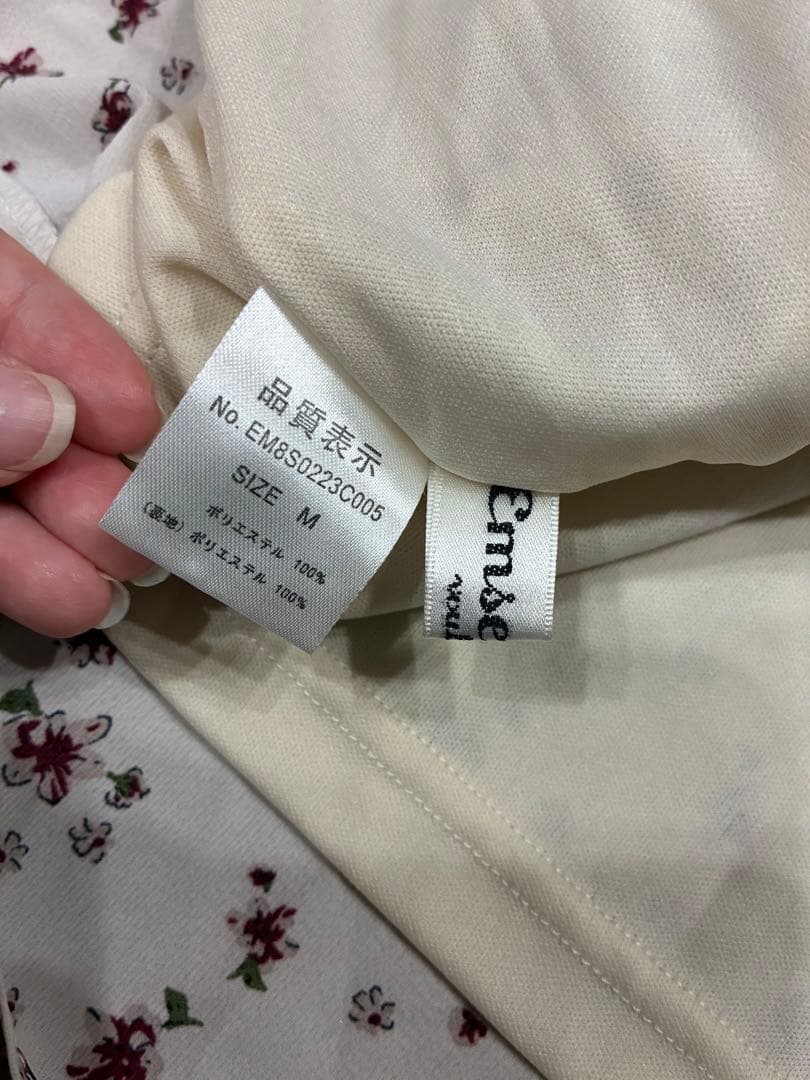 品質表示
No. EM8S0223C005
SIZE M
ポリエステル 100%
(裏地) ポリエステル 100%
Emse